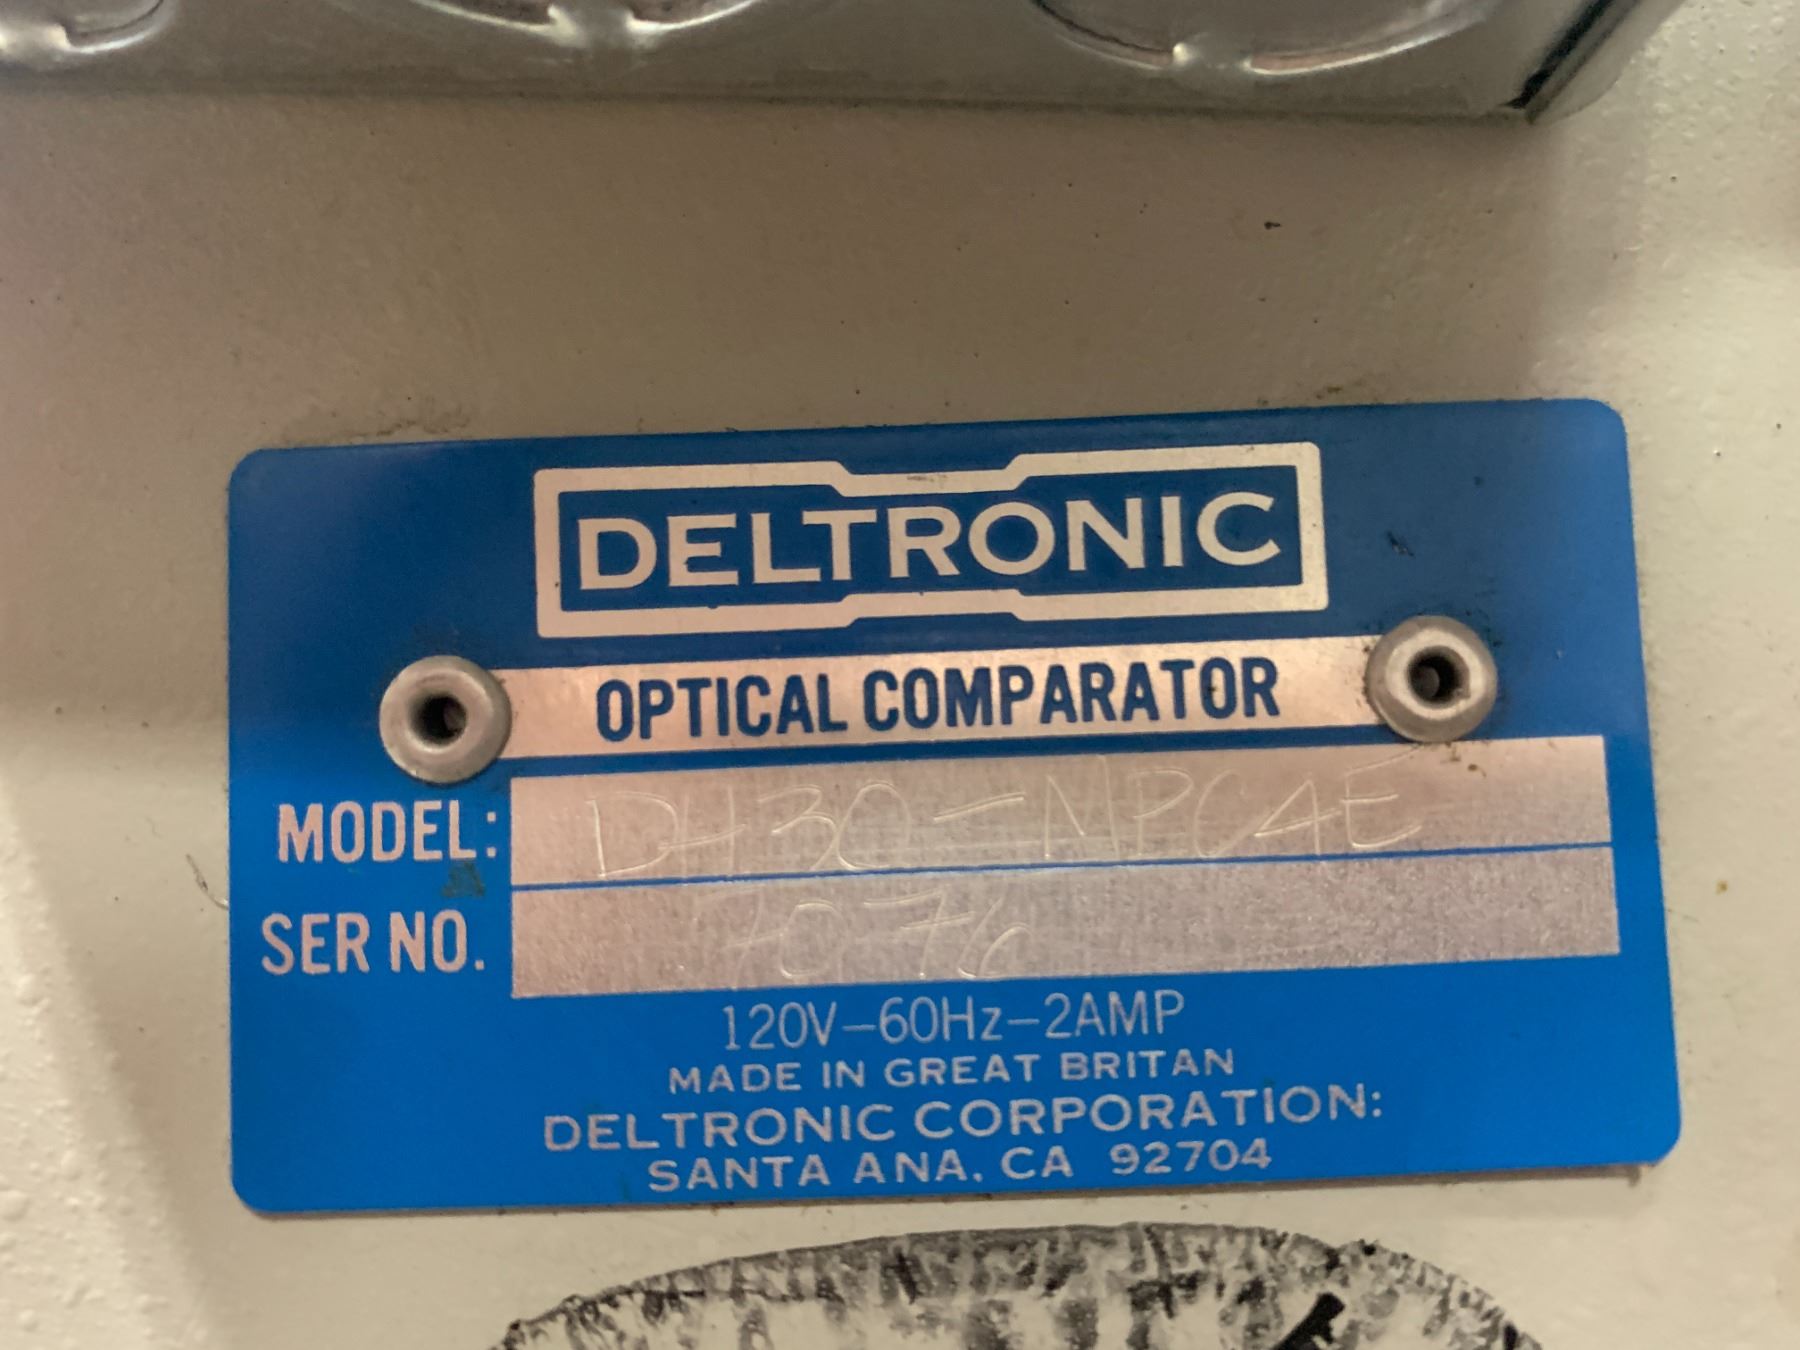 DELTRONIC
OPTICAL COMPARATOR
MODEL: DH30-MPC4E
SER NO. 7076
120V-60Hz-2AMP
MADE IN GREAT BRITAN
DELTRONIC CORPORATION:
SANTA ANA, CA 92704